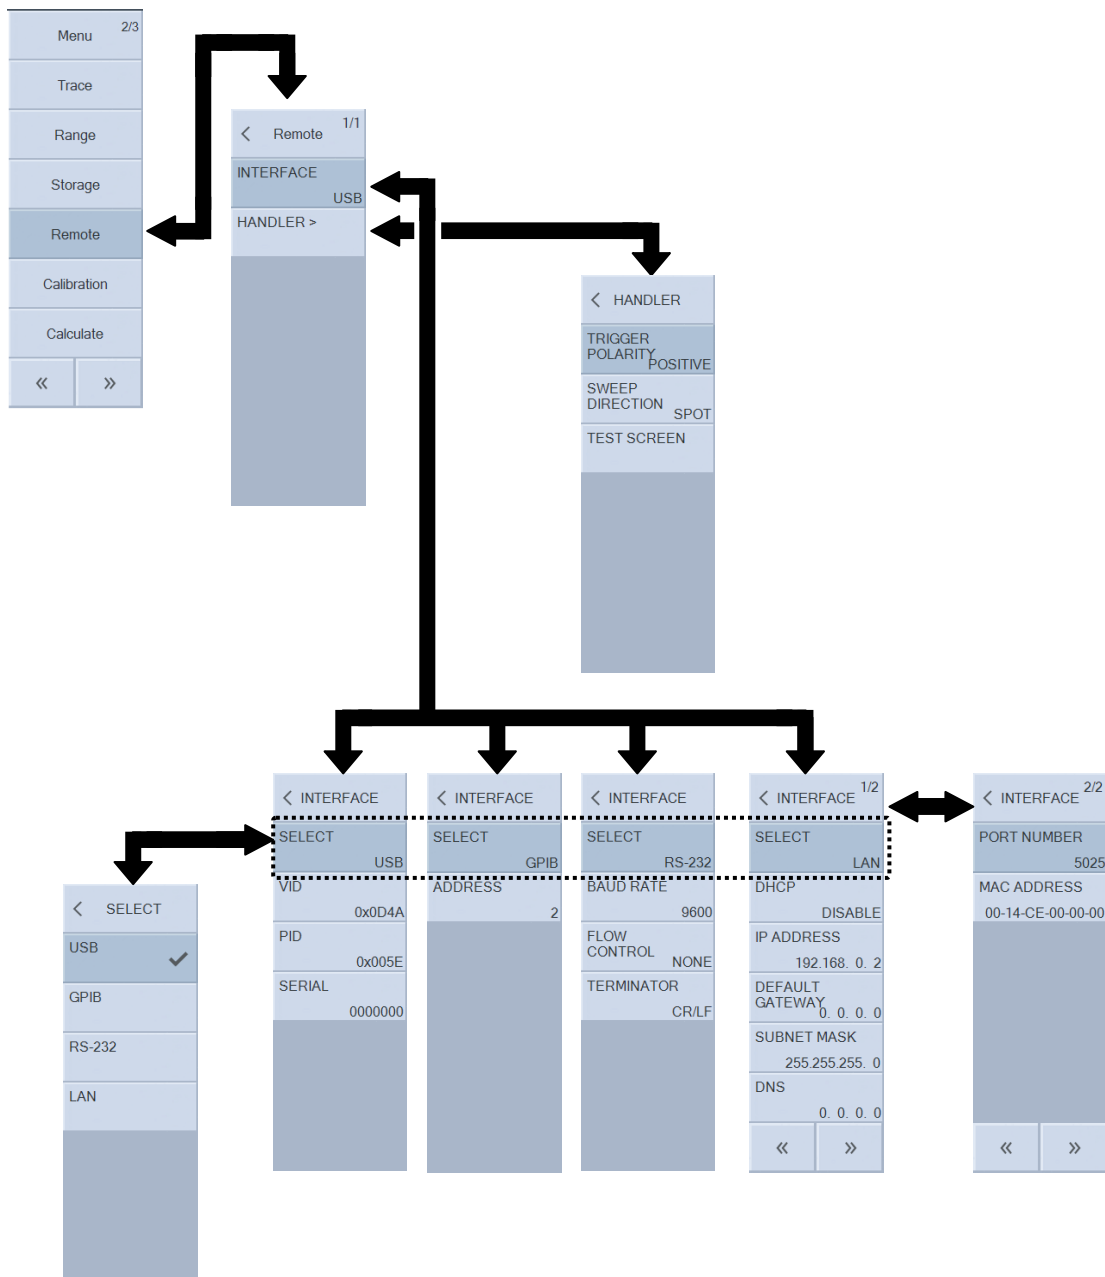 Menu 2/3
Trace
Range
Storage
Remote
Calibration
Calculate
« »
< Remote 1/1
INTERFACE
USB
HANDLER >
< HANDLER
TRIGGER
POLARITY
POSITIVE
SWEEP
DIRECTION
SPOT
TEST SCREEN
< SELECT
USB ✓
GPIB
RS-232
LAN
< INTERFACE
SELECT
USB
VID
0x0D4A
PID
0x005E
SERIAL
0000000
< INTERFACE
SELECT
GPIB
ADDRESS
2
< INTERFACE
SELECT
RS-232
BAUD RATE
9600
FLOW
CONTROL
NONE
TERMINATOR
CR/LF
< INTERFACE 1/2
SELECT
LAN
DHCP
DISABLE
IP ADDRESS
192.168. 0. 2
DEFAULT
GATEWAY
0. 0. 0. 0
SUBNET MASK
255.255.255. 0
DNS
0. 0. 0. 0
« »
< INTERFACE 2/2
PORT NUMBER
5025
MAC ADDRESS
00-14-CE-00-00-00
« »